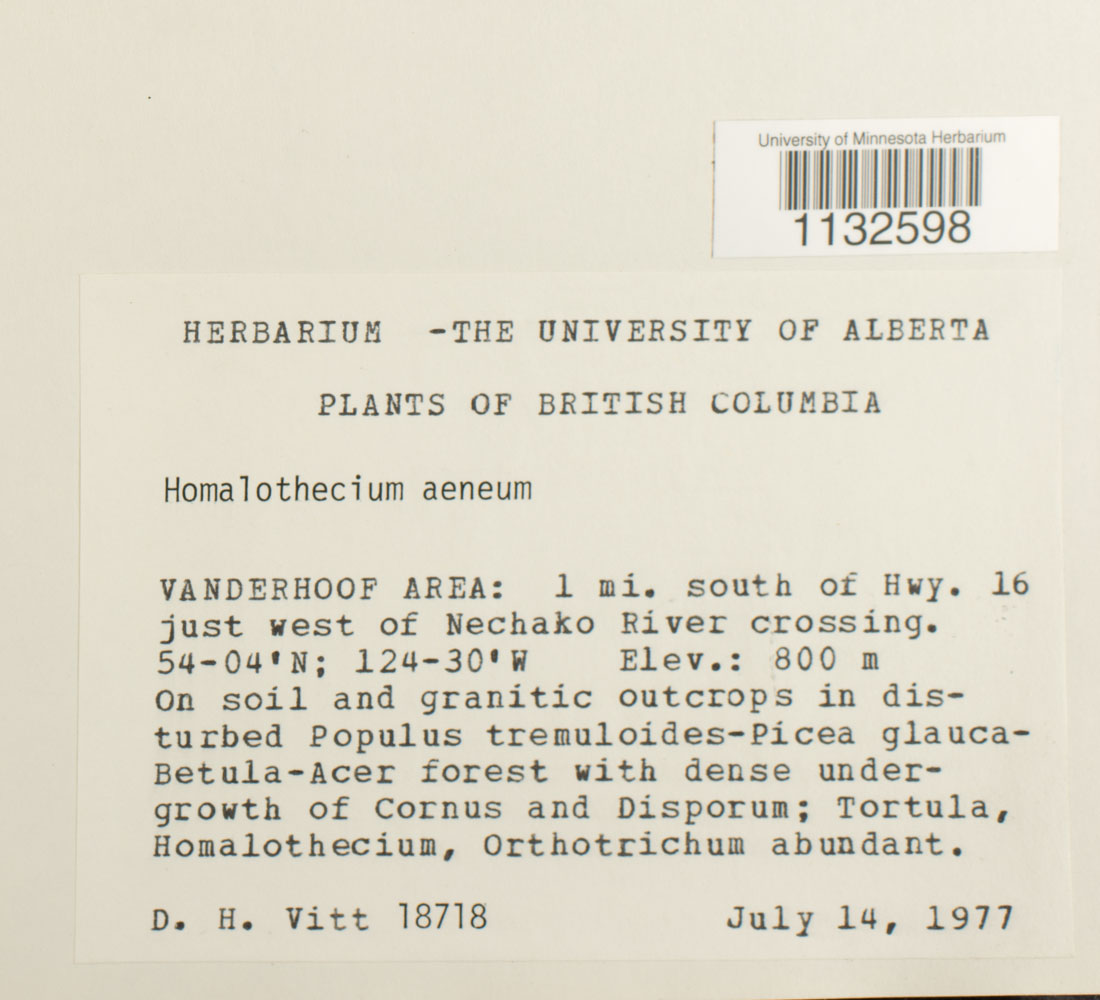 University of Minnesota Herbarium
1132598
HERBARIUM -THE UNIVERSITY OF ALBERTA
PLANTS OF BRITISH COLUMBIA
Homalothecium aeneum
VANDERHOOF AREA: 1 mi. south of Hwy. 16
just west of Nechako River crossing.
54-04'N; 124-30'W Elev.: 800 m
On soil and granitic outcrops in dis-
turbed Populus tremuloides-Picea glauca-
Betula-Acer forest with dense under-
growth of Cornus and Disporum; Tortula,
Homalothecium, Orthotrichum abundant.
D. H. Vitt 18718 July 14, 1977